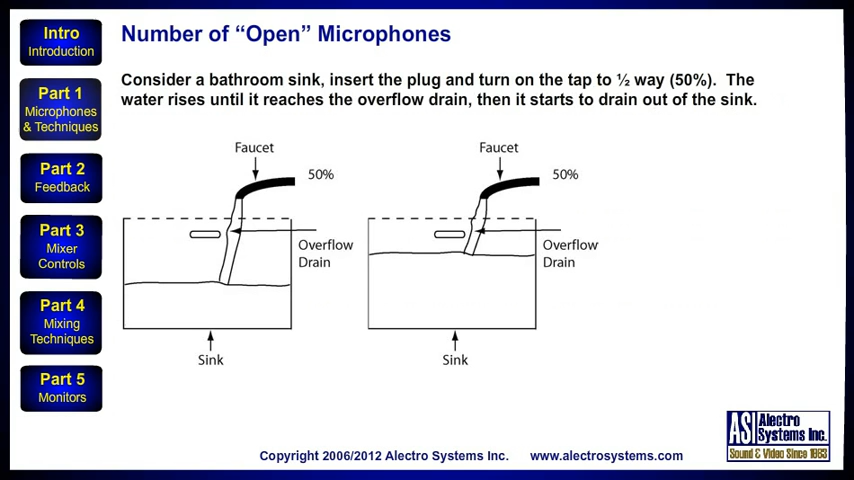 Intro
Introduction
Part 1
Microphones
& Techniques
Part 2
Feedback
Part 3
Mixer
Controls
Part 4
Mixing
Techniques
Part 5
Monitors
Number of “Open” Microphones
Consider a bathroom sink, insert the plug and turn on the tap to ½ way (50%). The
water rises until it reaches the overflow drain, then it starts to drain out of the sink.
Faucet
50%
Overflow
Drain
Sink
Faucet
50%
Overflow
Drain
Sink
ASI Alectro
Systems Inc.
Sound & Video Since 1983
Copyright 2006/2012 Alectro Systems Inc. www.alectrosystems.com